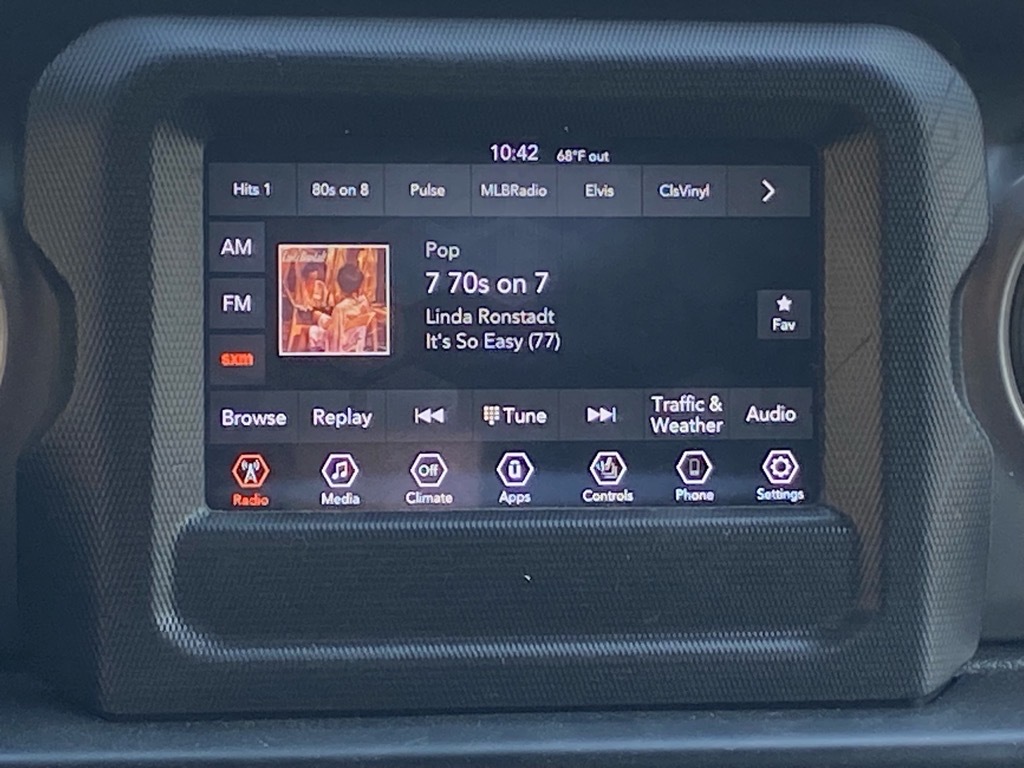 10:42 68°F out
Hits 1 80s on 8 Pulse MLBRadio Elvis ClsVinyl
AM
Pop
7 70s on 7
FM
Linda Ronstadt
It's So Easy (77)
Fav
SXM
Browse Replay Tune Traffic & Weather Audio
Off
Radio Media Climate Apps Controls Phone Settings